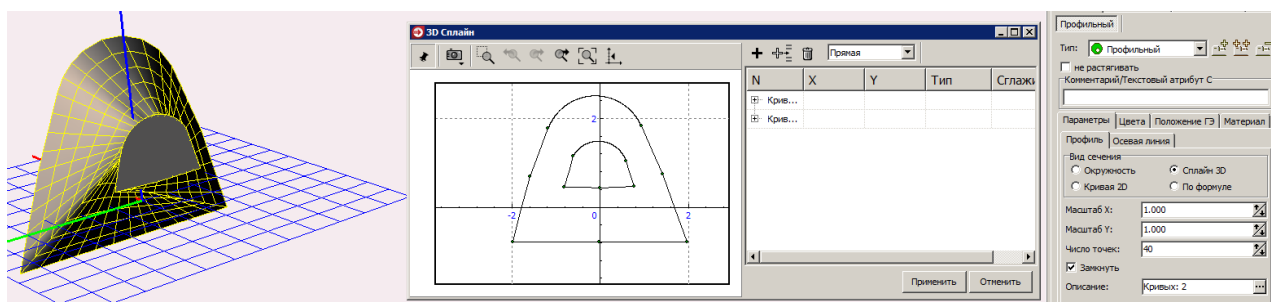 3D Сплайн
Прямая
N X Y Тип Сглажи
Крив...
Крив...
2
-2 0 2
Применить Отменить
Профильный
Тип: Профильный
не растягивать
Комментарий/Текстовый атрибут C
Параметры Цвета Положение ГЭ Материал
Профиль Осевая линия
Вид сечения
Окружность Сплайн 3D
Кривая 2D По формуле
Масштаб X: 1.000
Масштаб Y: 1.000
Число точек: 40
Замкнуть
Описание: Кривых: 2 ...